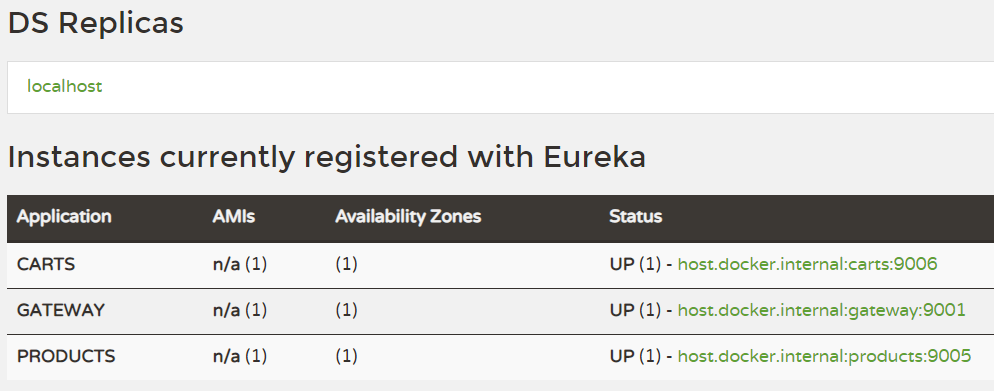 DS Replicas
localhost
Instances currently registered with Eureka
Application AMIs Availability Zones Status
CARTS n/a (1) (1) UP (1) - host.docker.internal:carts:9006
GATEWAY n/a (1) (1) UP (1) - host.docker.internal:gateway:9001
PRODUCTS n/a (1) (1) UP (1) - host.docker.internal:products:9005